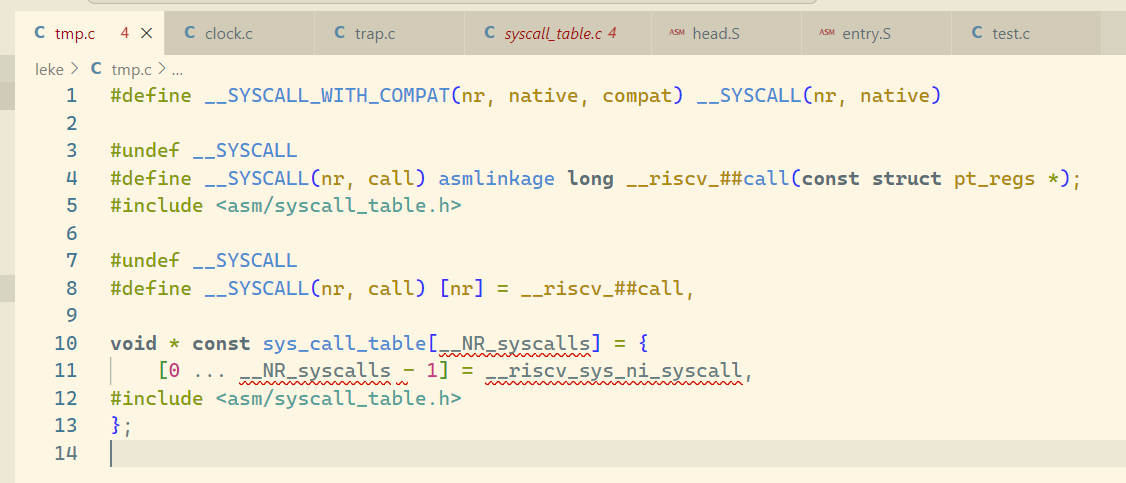 tmp.c 4 × clock.c trap.c syscall_table.c 4 head.S entry.S test.c
leke > C tmp.c > ...
1 #define __SYSCALL_WITH_COMPAT(nr, native, compat) __SYSCALL(nr, native)
2
3 #undef __SYSCALL
4 #define __SYSCALL(nr, call) asmlinkage long __riscv_##call(const struct pt_regs *);
5 #include <asm/syscall_table.h>
6
7 #undef __SYSCALL
8 #define __SYSCALL(nr, call) [nr] = __riscv_##call,
9
10 void * const sys_call_table[__NR_syscalls] = {
11     [0 ... __NR_syscalls - 1] = __riscv_sys_ni_syscall,
12 #include <asm/syscall_table.h>
13 };
14